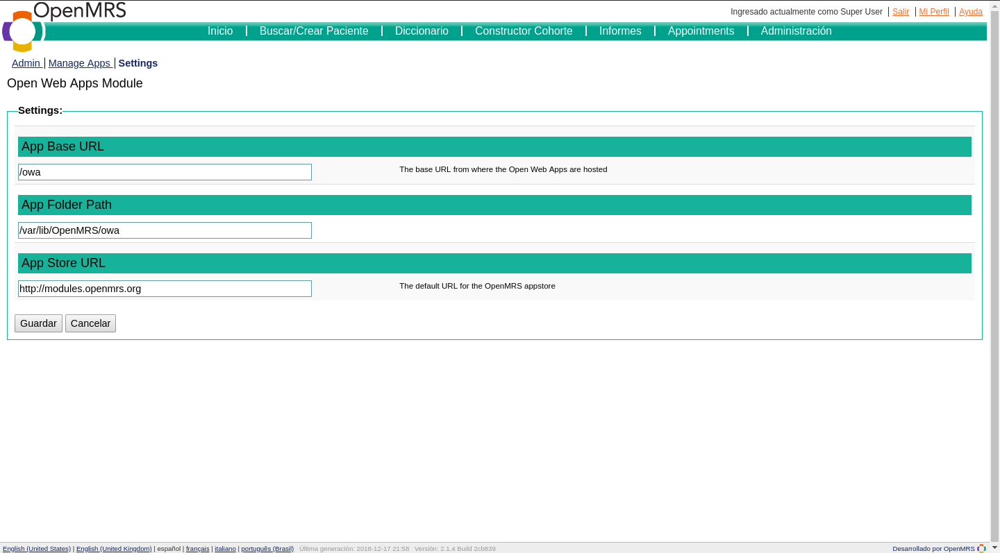 OpenMRS
Ingresado actualmente como Super User | Salir | Mi Perfil | Ayuda
Inicio | Buscar/Crear Paciente | Diccionario | Constructor Cohorte | Informes | Appointments | Administración
Admin | Manage Apps | Settings
Open Web Apps Module
Settings:
App Base URL
/owa The base URL from where the Open Web Apps are hosted
App Folder Path
/var/lib/OpenMRS/owa
App Store URL
http://modules.openmrs.org The default URL for the OpenMRS appstore
Guardar Cancelar
English (United States) | English (United Kingdom) | español | français | italiano | português (Brasil) Última generación: 2018-12-17 21:58 Versión: 2.1.4 Build 2cb839 Desarrollado por OpenMRS